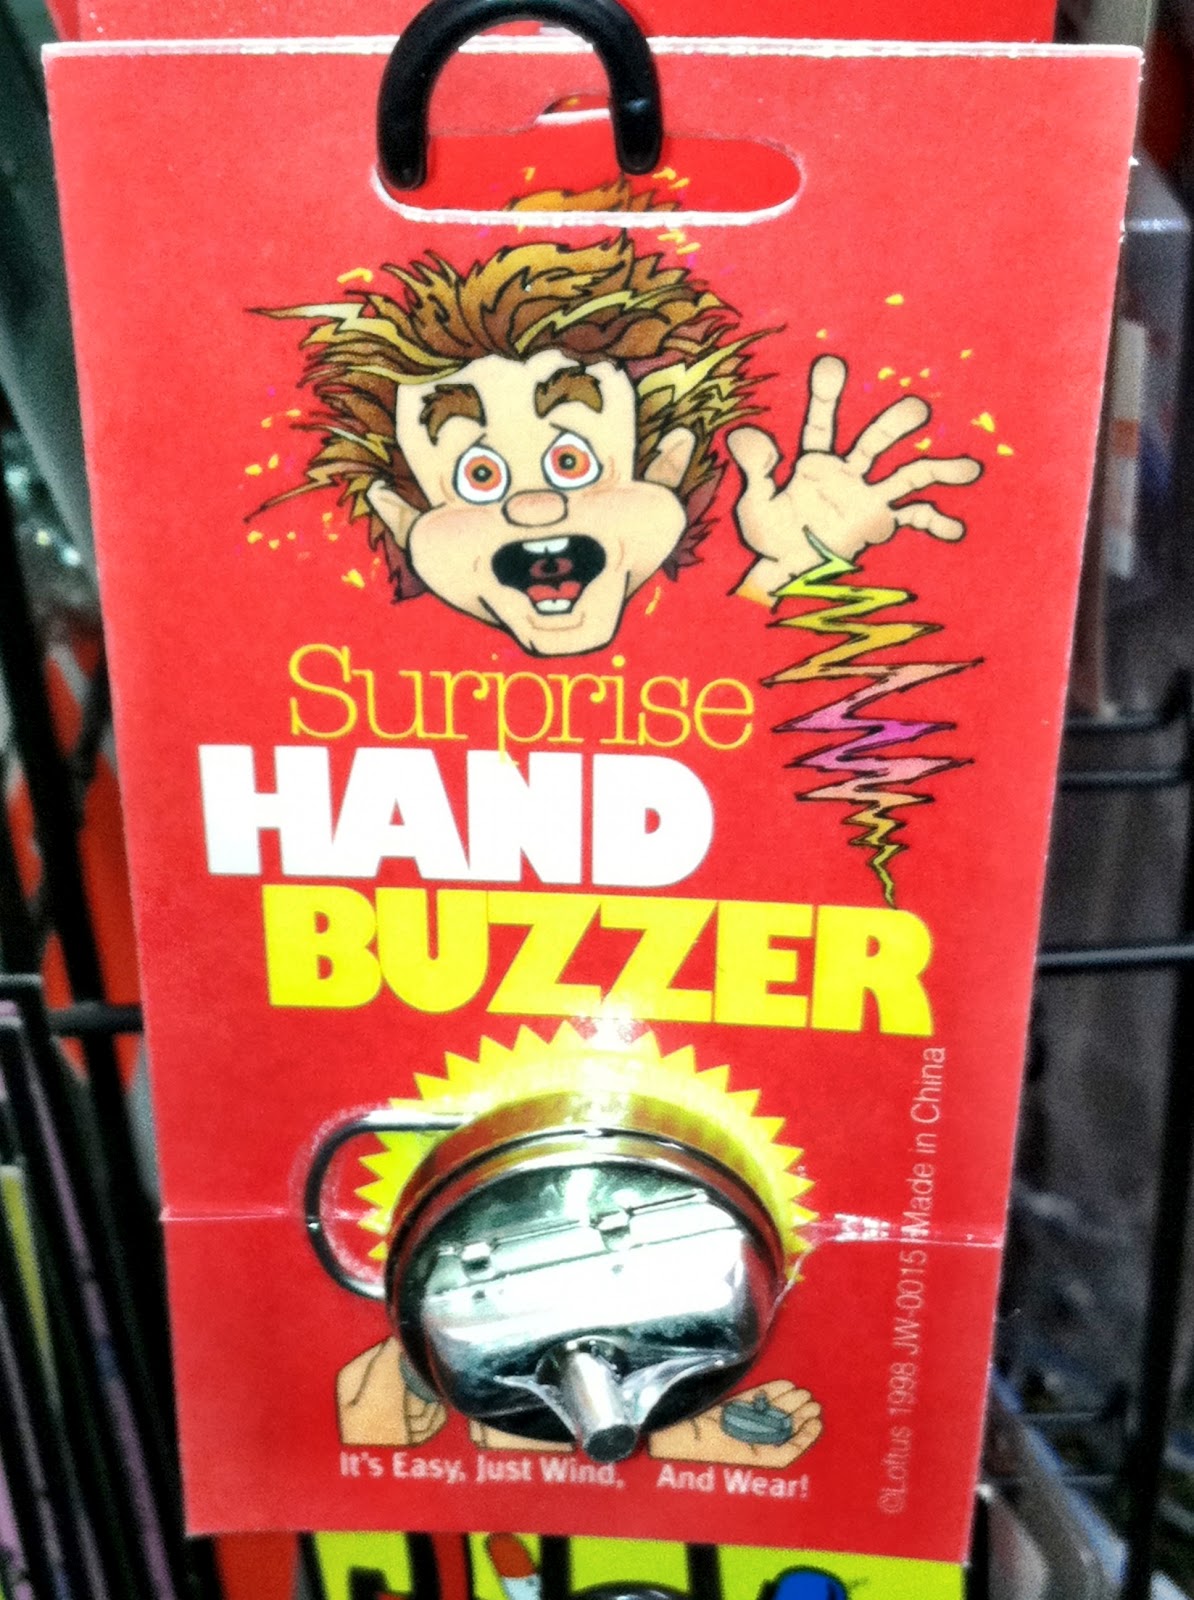 Surprise
HAND
BUZZER
It's Easy, Just Wind, And Wear!
©Loftus 1998 JW-0015 Made in China